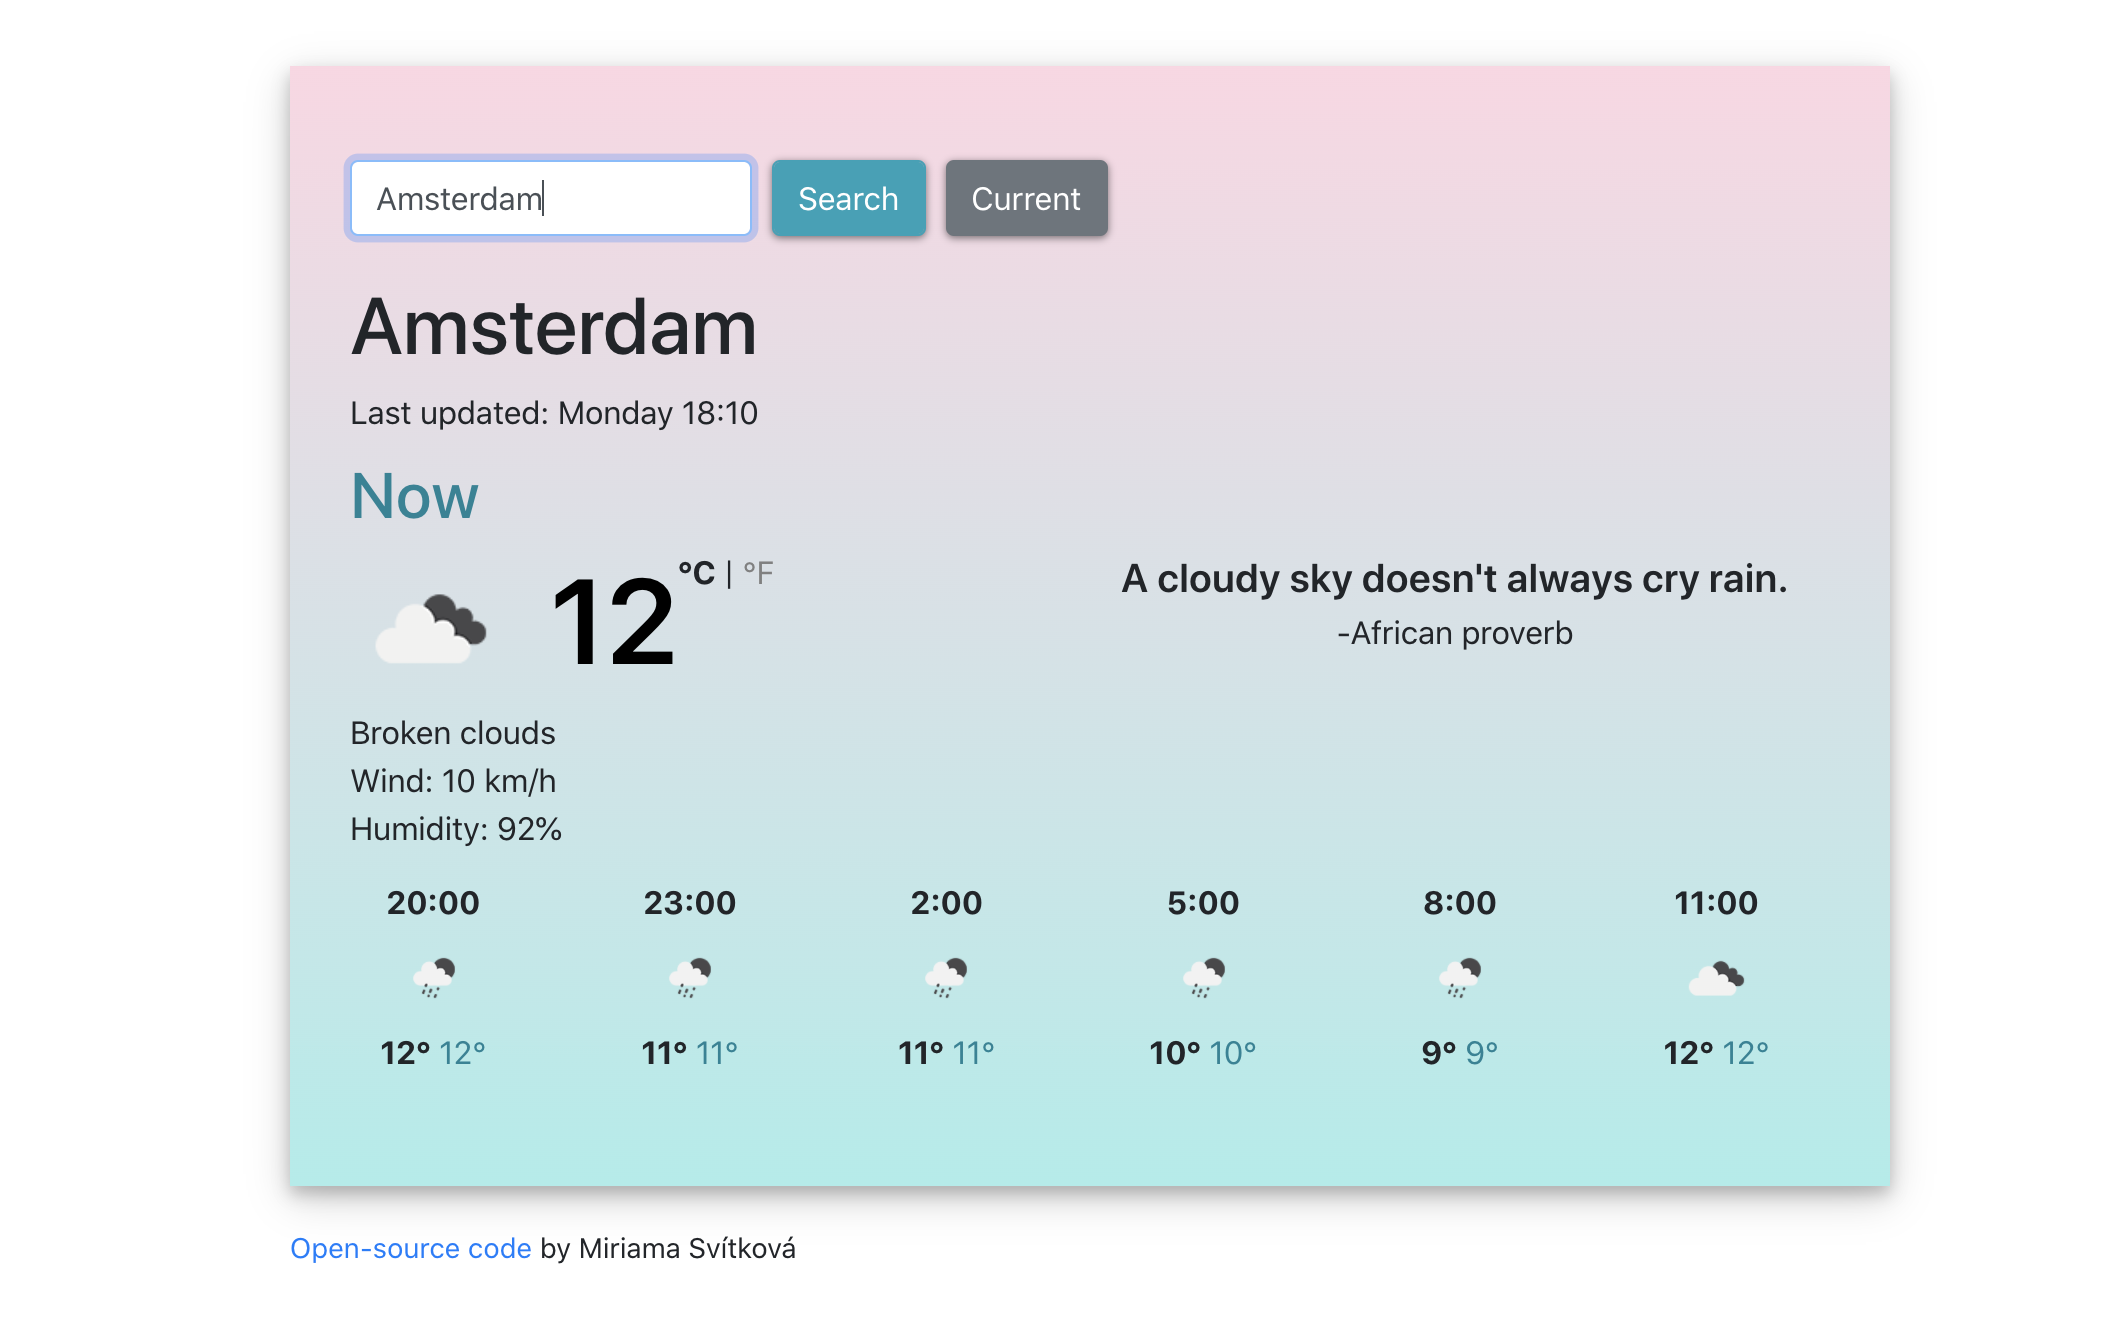 Amsterdam
Search
Current
Amsterdam
Last updated: Monday 18:10
Now
12 °C | °F
A cloudy sky doesn't always cry rain.
-African proverb
Broken clouds
Wind: 10 km/h
Humidity: 92%
20:00 23:00 2:00 5:00 8:00 11:00
12° 12° 11° 11° 11° 11° 10° 10° 9° 9° 12° 12°
Open-source code by Miriama Svítková